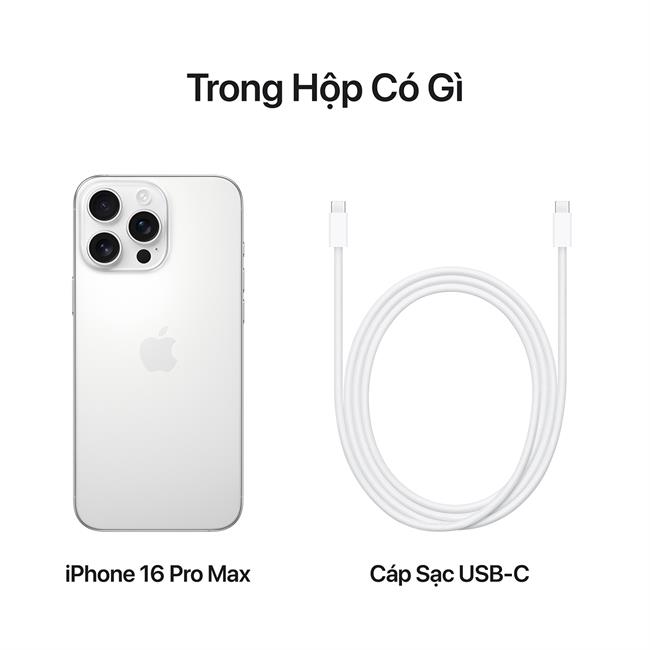 Trong Hộp Có Gì
iPhone 16 Pro Max
Cáp Sạc USB-C